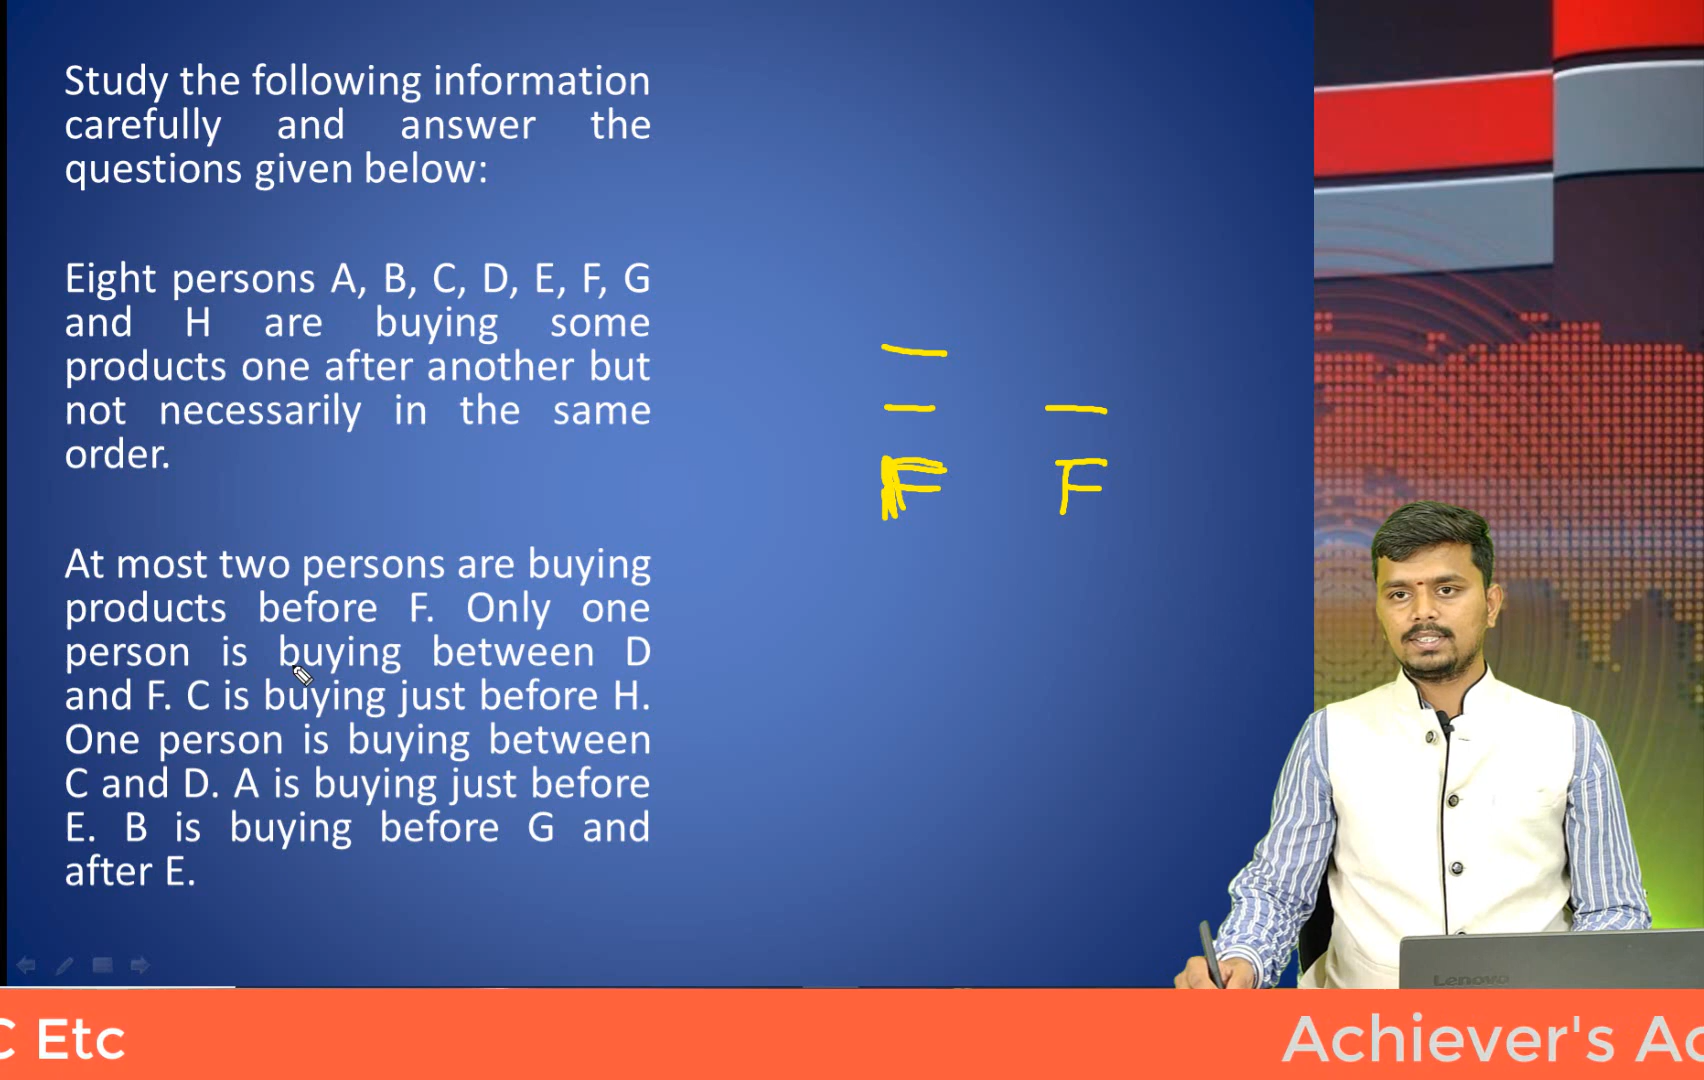 Study the following information
carefully and answer the
questions given below:
Eight persons A, B, C, D, E, F, G
and H are buying some
products one after another but
not necessarily in the same
order.
At most two persons are buying
products before F. Only one
person is buying between D
and F. C is buying just before H.
One person is buying between
C and D. A is buying just before
E. B is buying before G and
after E.
F F
Lenovo
C Etc
Achiever's Ac